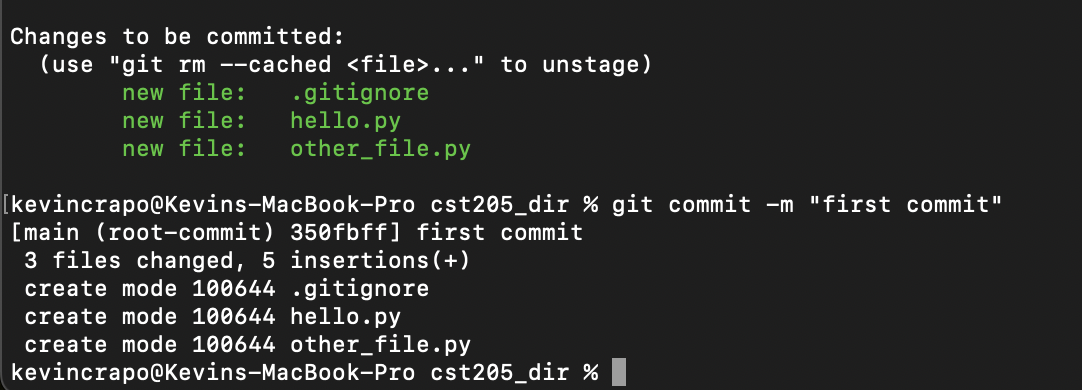 Changes to be committed:
  (use "git rm --cached <file>..." to unstage)
        new file:   .gitignore
        new file:   hello.py
        new file:   other_file.py

[kevincrapo@Kevins-MacBook-Pro cst205_dir % git commit -m "first commit"
[main (root-commit) 350fbff] first commit
 3 files changed, 5 insertions(+)
 create mode 100644 .gitignore
 create mode 100644 hello.py
 create mode 100644 other_file.py
kevincrapo@Kevins-MacBook-Pro cst205_dir %